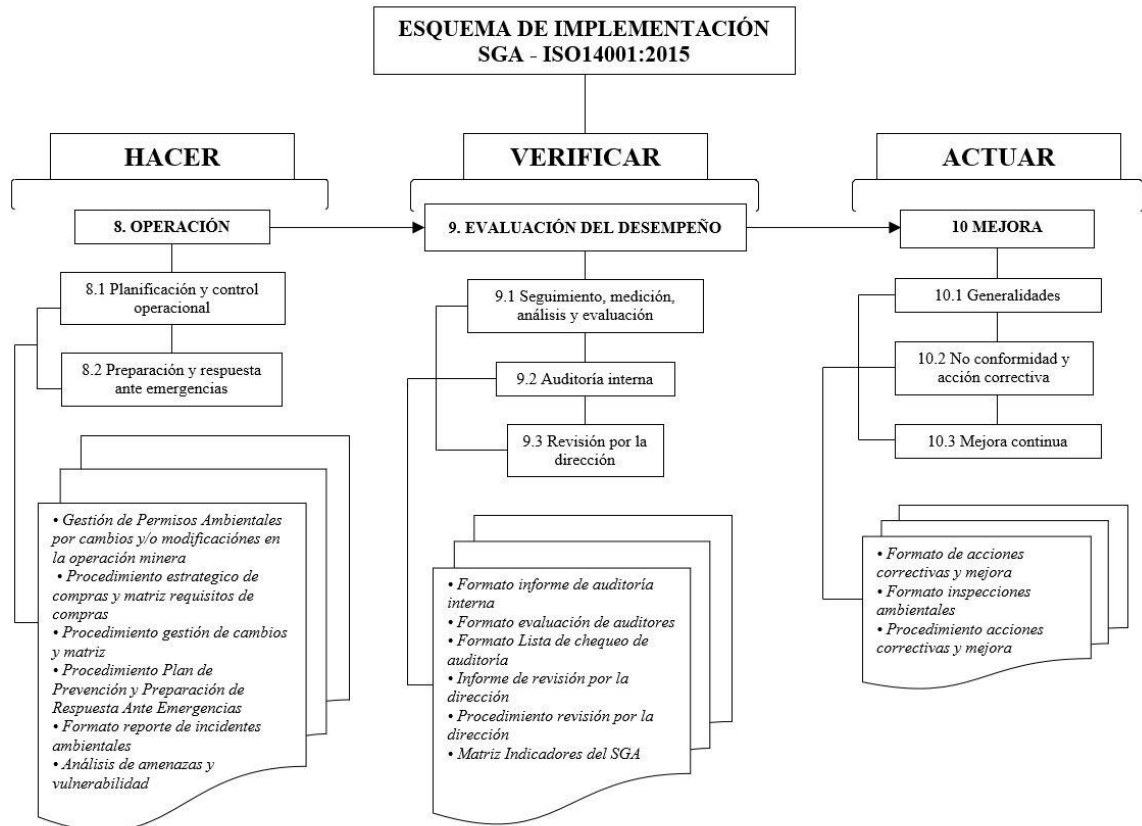 ESQUEMA DE IMPLEMENTACIÓN
SGA - ISO14001:2015
HACER
8. OPERACIÓN
8.1 Planificación y control
operacional
8.2 Preparación y respuesta
ante emergencias
• Gestión de Permisos Ambientales
por cambios y/o modificaciónes en
la operación minera
• Procedimiento estrategico de
compras y matriz requisitos de
compras
• Procedimiento gestión de cambios
y matriz
• Procedimiento Plan de
Prevención y Preparación de
Respuesta Ante Emergencias
• Formato reporte de incidentes
ambientales
• Análisis de amenazas y
vulnerabilidad
VERIFICAR
9. EVALUACIÓN DEL DESEMPEÑO
9.1 Seguimiento, medición,
análisis y evaluación
9.2 Auditoría interna
9.3 Revisión por la
dirección
• Formato informe de auditoría
interna
• Formato evaluación de auditores
• Formato Lista de chequeo de
auditoría
• Informe de revisión por la
dirección
• Procedimiento revisión por la
dirección
• Matriz Indicadores del SGA
ACTUAR
10 MEJORA
10.1 Generalidades
10.2 No conformidad y
acción correctiva
10.3 Mejora continua
• Formato de acciones
correctivas y mejora
• Formato inspecciones
ambientales
• Procedimiento acciones
correctivas y mejora